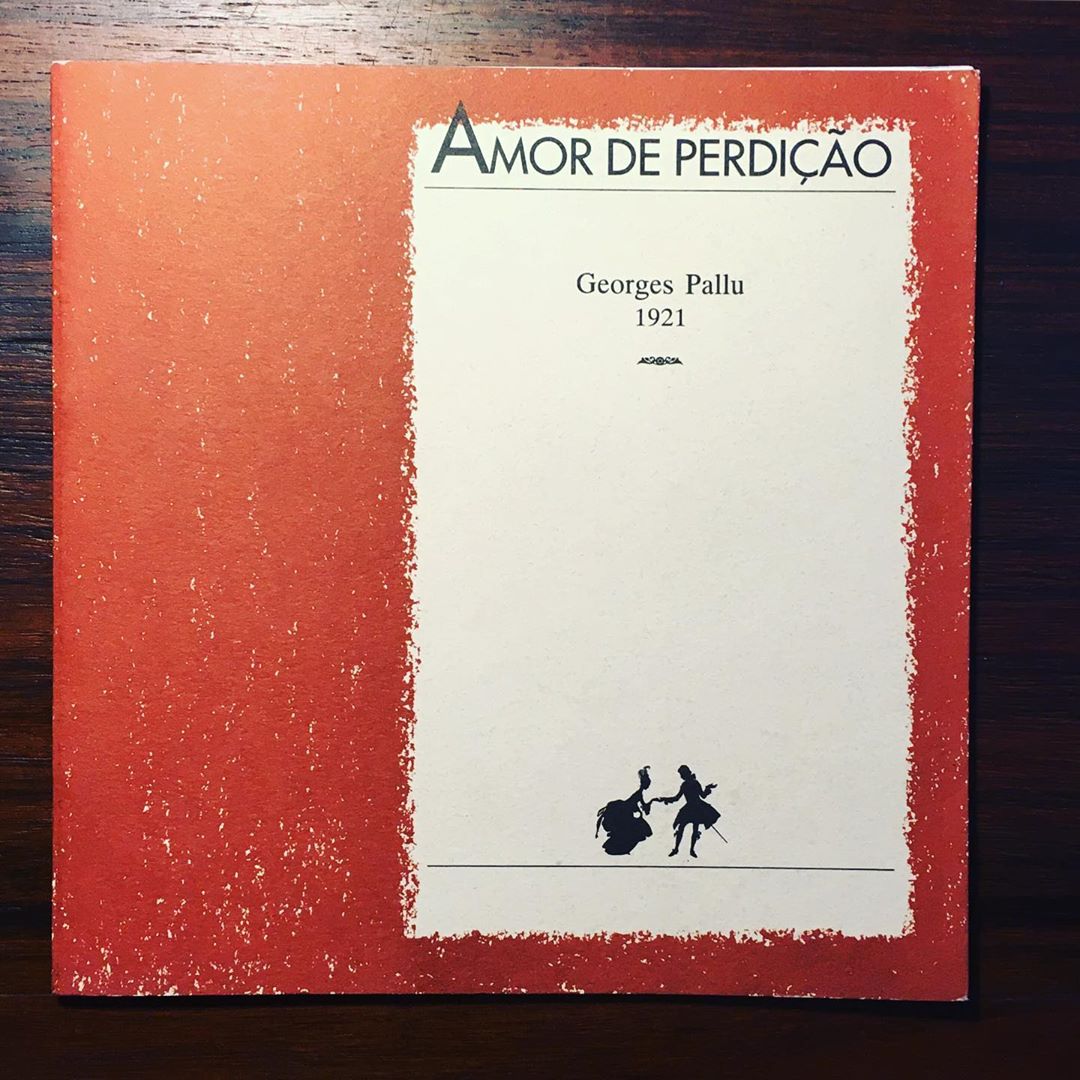 AMOR DE PERDIÇÃO
Georges Pallu
1921